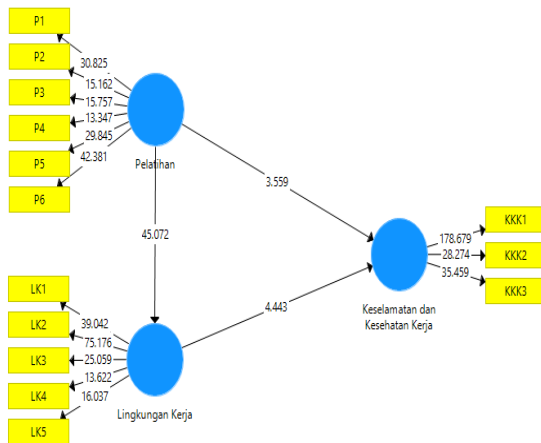 P1
P2
P3
P4
P5
P6
30.825
15.162
15.757
13.347
29.845
42.381
Pelatihan
3.559
45.072
KKK1
KKK2
KKK3
178.679
28.274
35.459
Keselamatan dan
Kesehatan Kerja
4.443
LK1
LK2
LK3
LK4
LK5
39.042
75.176
25.059
13.622
16.037
Lingkungan Kerja